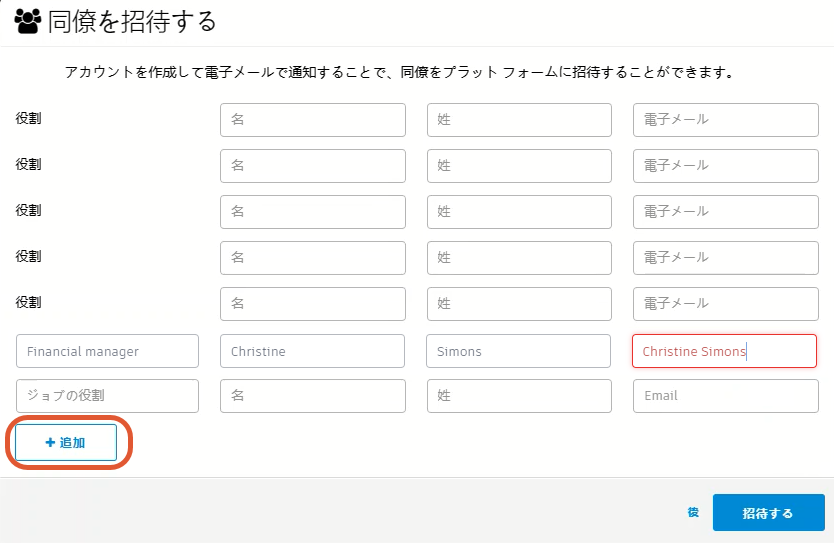 同僚を招待する
アカウントを作成して電子メールで通知することで、同僚をプラット フォームに招待することができます。
役割 名 姓 電子メール
役割 名 姓 電子メール
役割 名 姓 電子メール
役割 名 姓 電子メール
役割 名 姓 電子メール
Financial manager Christine Simons Christine Simons
ジョブの役割 名 姓 Email
+ 追加
後 招待する